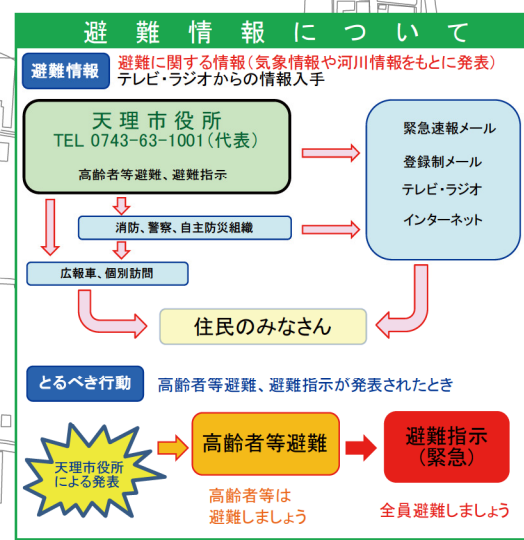 避難情報について
避難情報
避難に関する情報(気象情報や河川情報をもとに発表)
テレビ・ラジオからの情報入手
天理市役所
TEL 0743-63-1001(代表)
高齢者等避難、避難指示
緊急速報メール
登録制メール
テレビ・ラジオ
インターネット
消防、警察、自主防災組織
広報車、個別訪問
住民のみなさん
とるべき行動
高齢者等避難、避難指示が発表されたとき
天理市役所
による発表
高齢者等避難
避難指示
(緊急)
高齢者等は
避難しましょう
全員避難しましょう